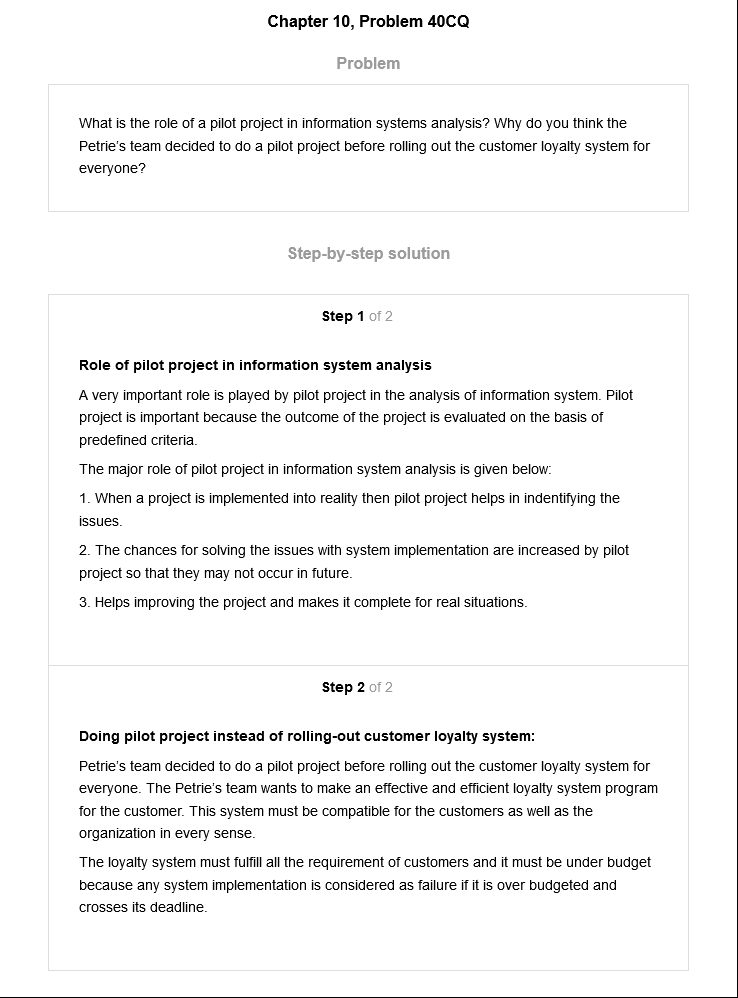 Chapter 10, Problem 40CQ
Problem
What is the role of a pilot project in information systems analysis? Why do you think the
Petrie's team decided to do a pilot project before rolling out the customer loyalty system for
everyone?
Step-by-step solution
Step 1 of 2
Role of pilot project in information system analysis
A very important role is played by pilot project in the analysis of information system. Pilot
project is important because the outcome of the project is evaluated on the basis of
predefined criteria.
The major role of pilot project in information system analysis is given below:
1. When a project is implemented into reality then pilot project helps in indentifying the
issues.
2. The chances for solving the issues with system implementation are increased by pilot
project so that they may not occur in future.
3. Helps improving the project and makes it complete for real situations.
Step 2 of 2
Doing pilot project instead of rolling-out customer loyalty system:
Petrie's team decided to do a pilot project before rolling out the customer loyalty system for
everyone. The Petrie's team wants to make an effective and efficient loyalty system program
for the customer. This system must be compatible for the customers as well as the
organization in every sense.
The loyalty system must fulfill all the requirement of customers and it must be under budget
because any system implementation is considered as failure if it is over budgeted and
crosses its deadline.